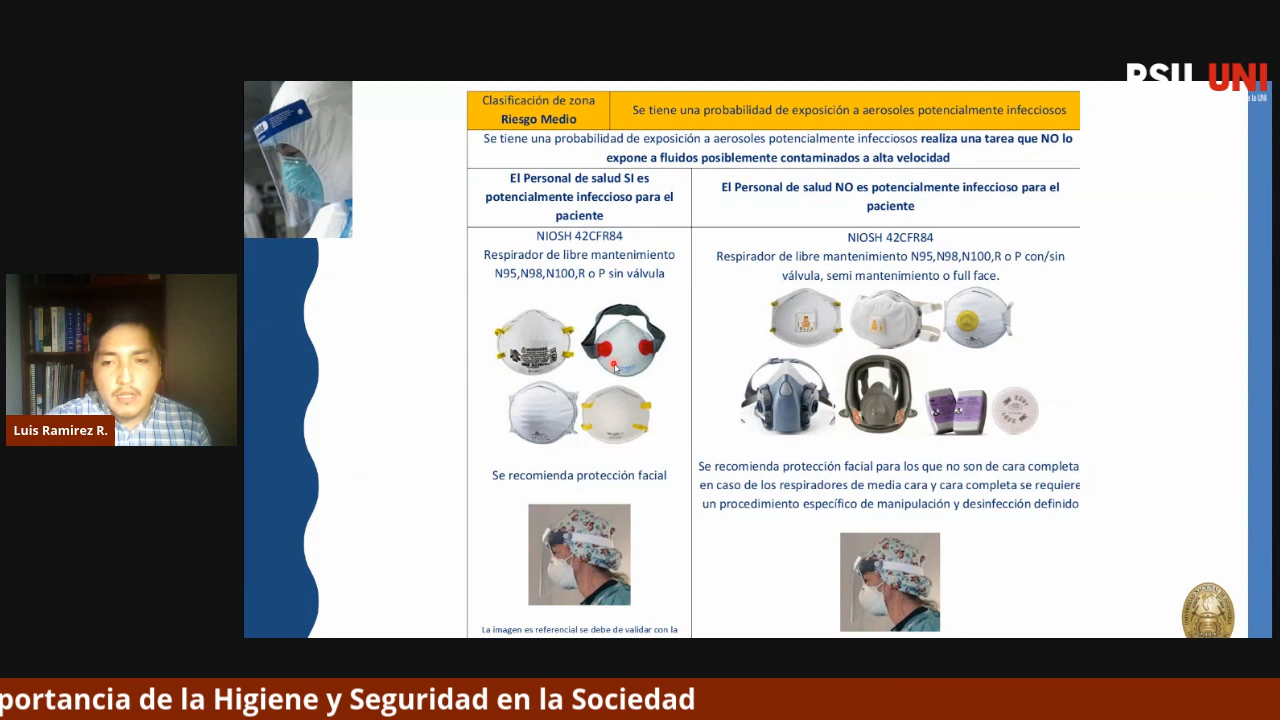 RSU UNI
de la UNI
Clasificación de zona
Riesgo Medio
Se tiene una probabilidad de exposición a aerosoles potencialmente infecciosos
Se tiene una probabilidad de exposición a aerosoles potencialmente infecciosos realiza una tarea que NO lo
expone a fluidos posiblemente contaminados a alta velocidad
El Personal de salud SI es
potencialmente infeccioso para el
paciente
El Personal de salud NO es potencialmente infeccioso para el
paciente
NIOSH 42CFR84
Respirador de libre mantenimiento
N95,N98,N100,R o P sin válvula
NIOSH 42CFR84
Respirador de libre mantenimiento N95,N98,N100,R o P con/sin
válvula, semi mantenimiento o full face.
Se recomienda protección facial
Se recomienda protección facial para los que no son de cara completa
en caso de los respiradores de media cara y cara completa se requiere
un procedimiento específico de manipulación y desinfección definido
La imagen es referencial se debe de validar con la
Luis Ramirez R.
portancia de la Higiene y Seguridad en la Sociedad